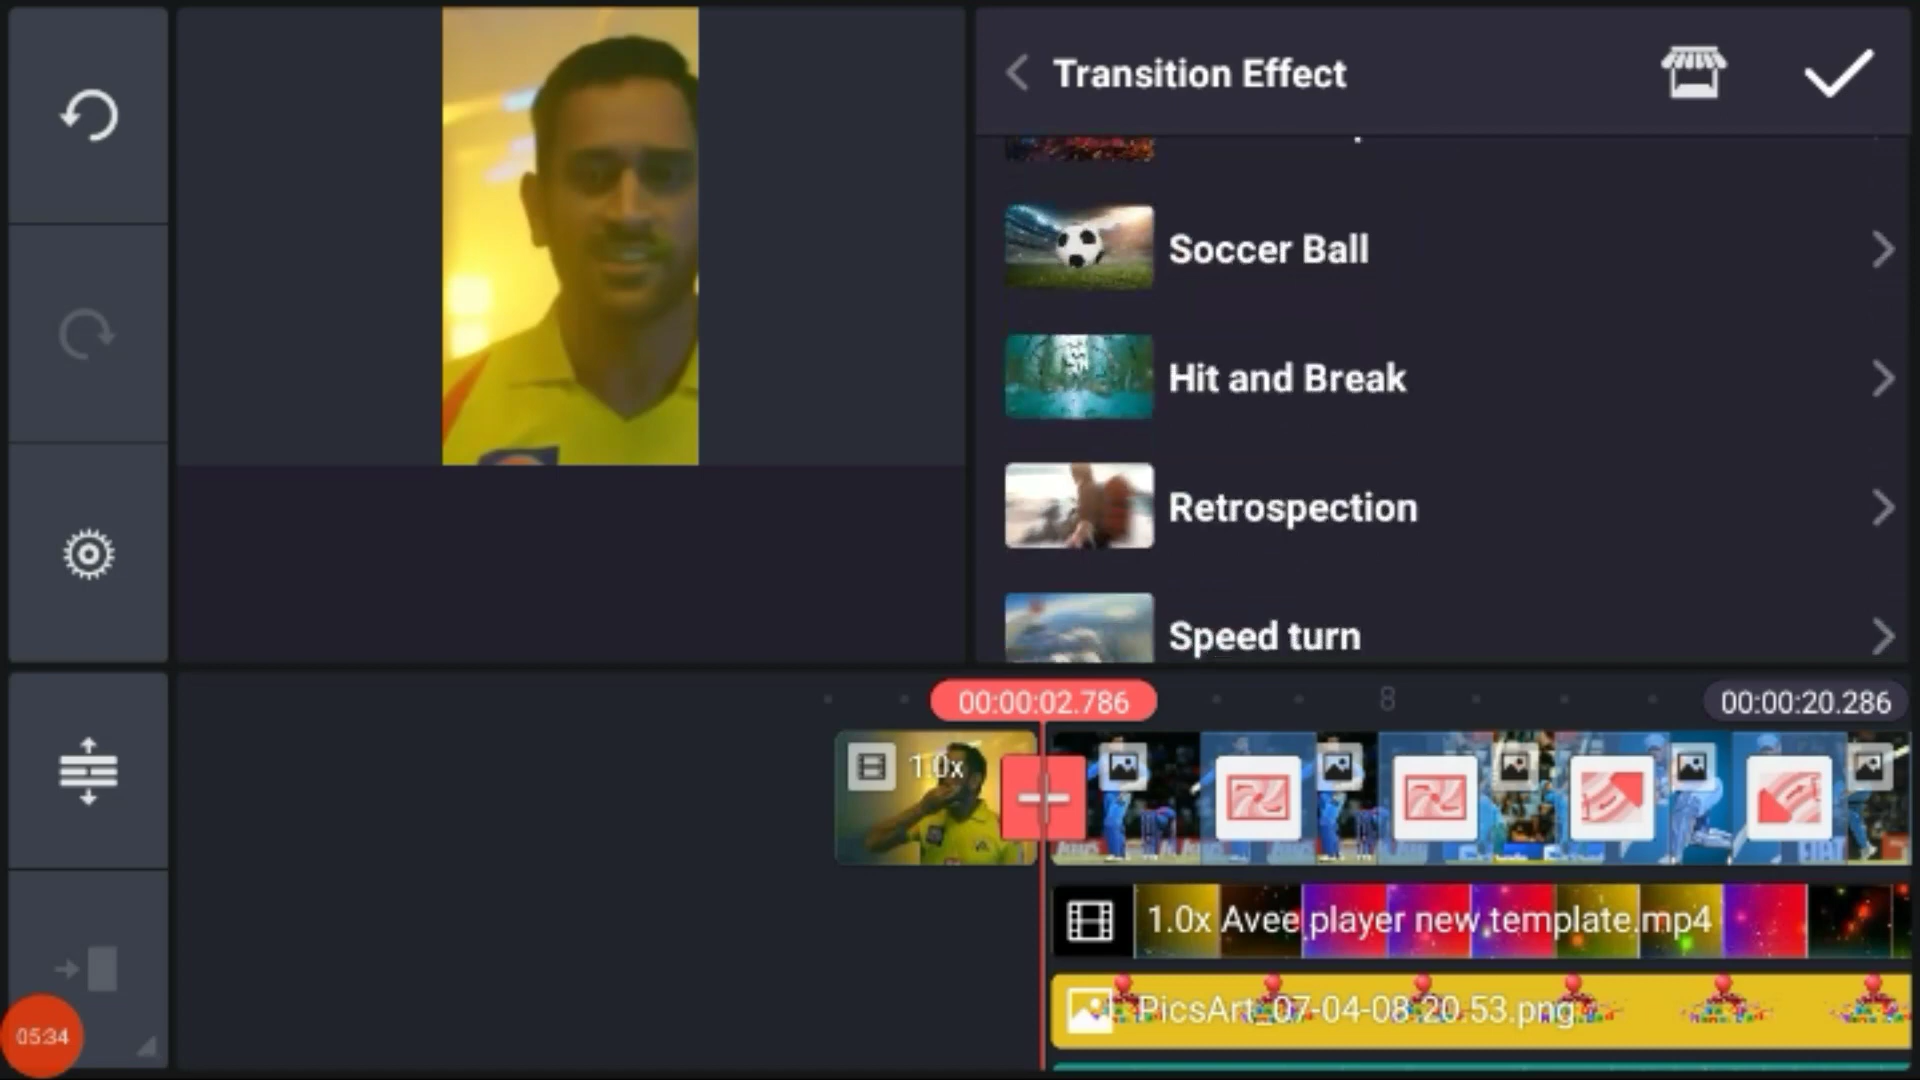 Transition Effect
Soccer Ball
Hit and Break
Retrospection
Speed turn
00:00:02.786
8
00:00:20.286
1.0x
1.0x Avee player new template.mp4
PicsArt_07-04-08.20.53.png
05:34